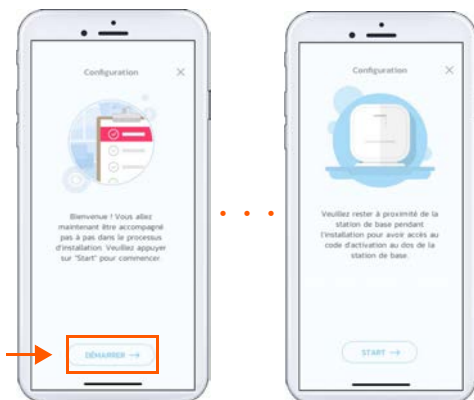 Configuration
Bienvenue ! Vous allez
maintenant être accompagné
pas à pas dans le processus
d'installation. Veuillez appuyer
sur "Start" pour commencer.
DÉMARRER →
Configuration
Veuillez rester à proximité de la
station de base pendant
l'installation pour avoir accès au
code d'activation au dos de la
station de base.
START →